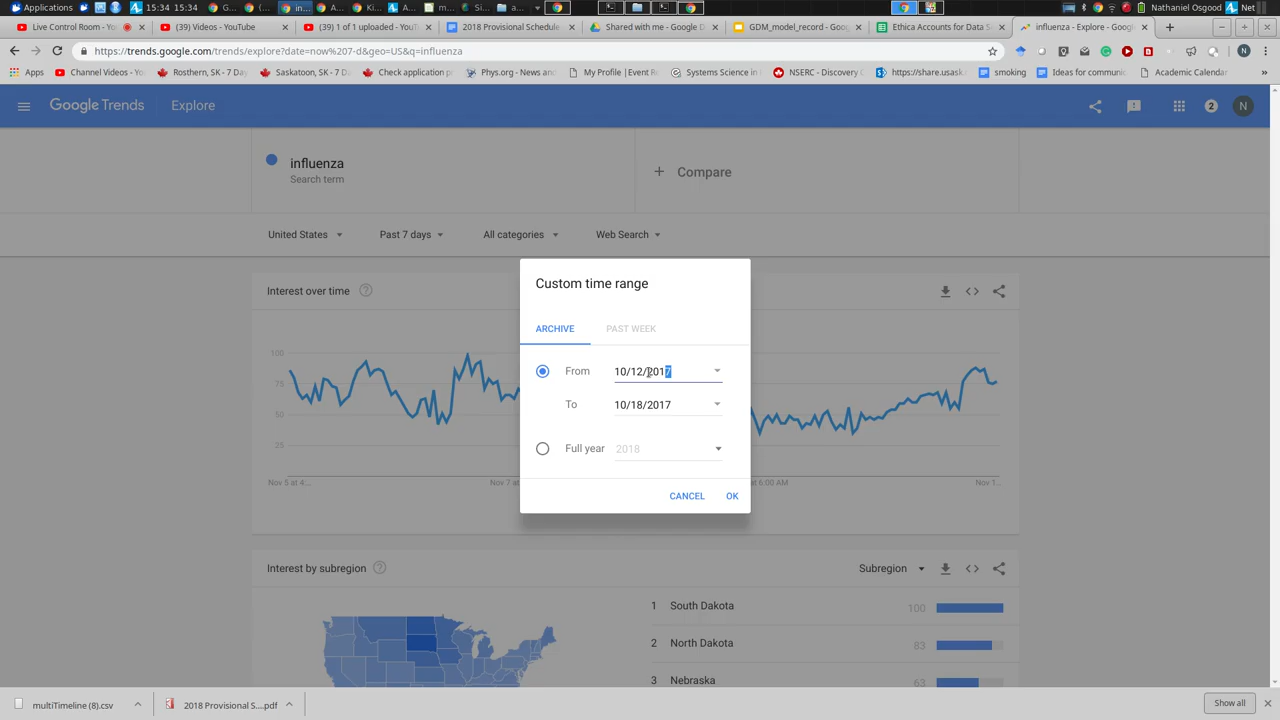 Applications 15:34 15:34 Nathaniel Osgood Net
Live Control Room - Yo (39) Videos - YouTube (39) 1 of 1 uploaded - YouT 2018 Provisional Schedule Shared with me - Google D GDM_model_record - Goog Ethica Accounts for Data S influenza - Explore - Goog
https://trends.google.com/trends/explore?date=now%207-d&geo=US&q=influenza
Apps Channel Videos - Yo Rosthern, SK - 7 Day Saskatoon, SK - 7 Day Check application p Phys.org - News and My Profile |Event R Systems Science in NSERC - Discovery https://share.usask. smoking Ideas for communic Academic Calendar »
Google Trends Explore 2 N
influenza
Search term
+ Compare
United States Past 7 days All categories Web Search
Interest over time
Custom time range
ARCHIVE PAST WEEK
From 10/12/2017
To 10/18/2017
Full year 2018
CANCEL OK
100
75
50
25
Nov 5 at 4:... Nov 7 at 6:00 AM Nov 1...
Interest by subregion Subregion
1 South Dakota 100
2 North Dakota 83
3 Nebraska 63
multiTimeline (8).csv 2018 Provisional S....pdf Show all